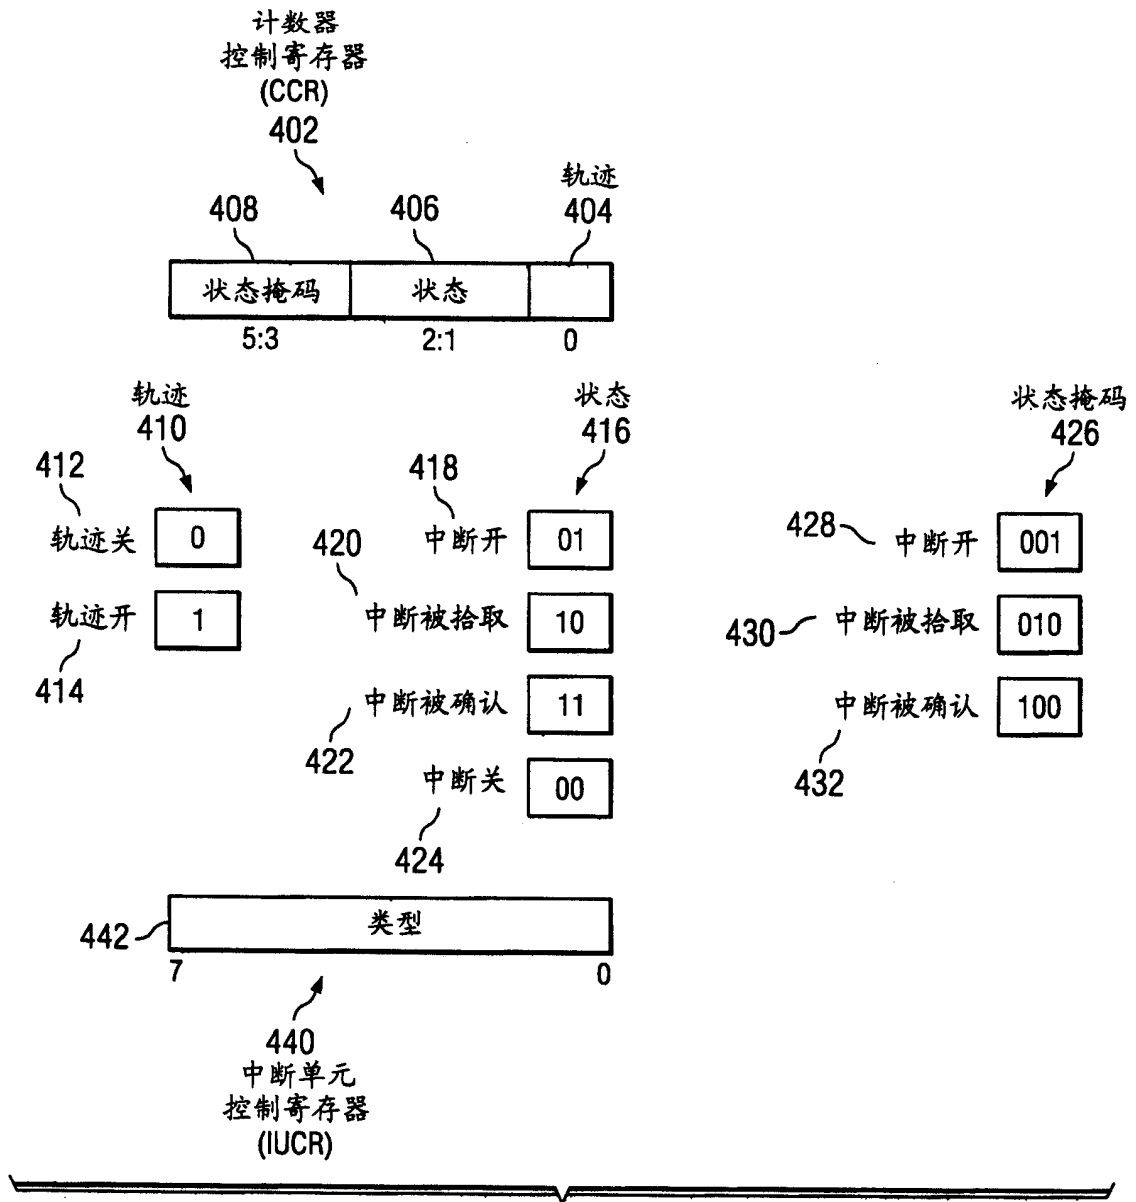 计数器
控制寄存器
(CCR)
402
轨迹
408
406
404
状态掩码
状态
5:3
2:1
0
轨迹
410
状态
416
状态掩码
426
412
轨迹关
0
轨迹开
1
414
418
中断开
01
420
中断被拾取
10
中断被确认
11
422
中断关
00
424
428
中断开
001
430
中断被拾取
010
中断被确认
100
432
442
类型
7
0
440
中断单元
控制寄存器
(IUCR)